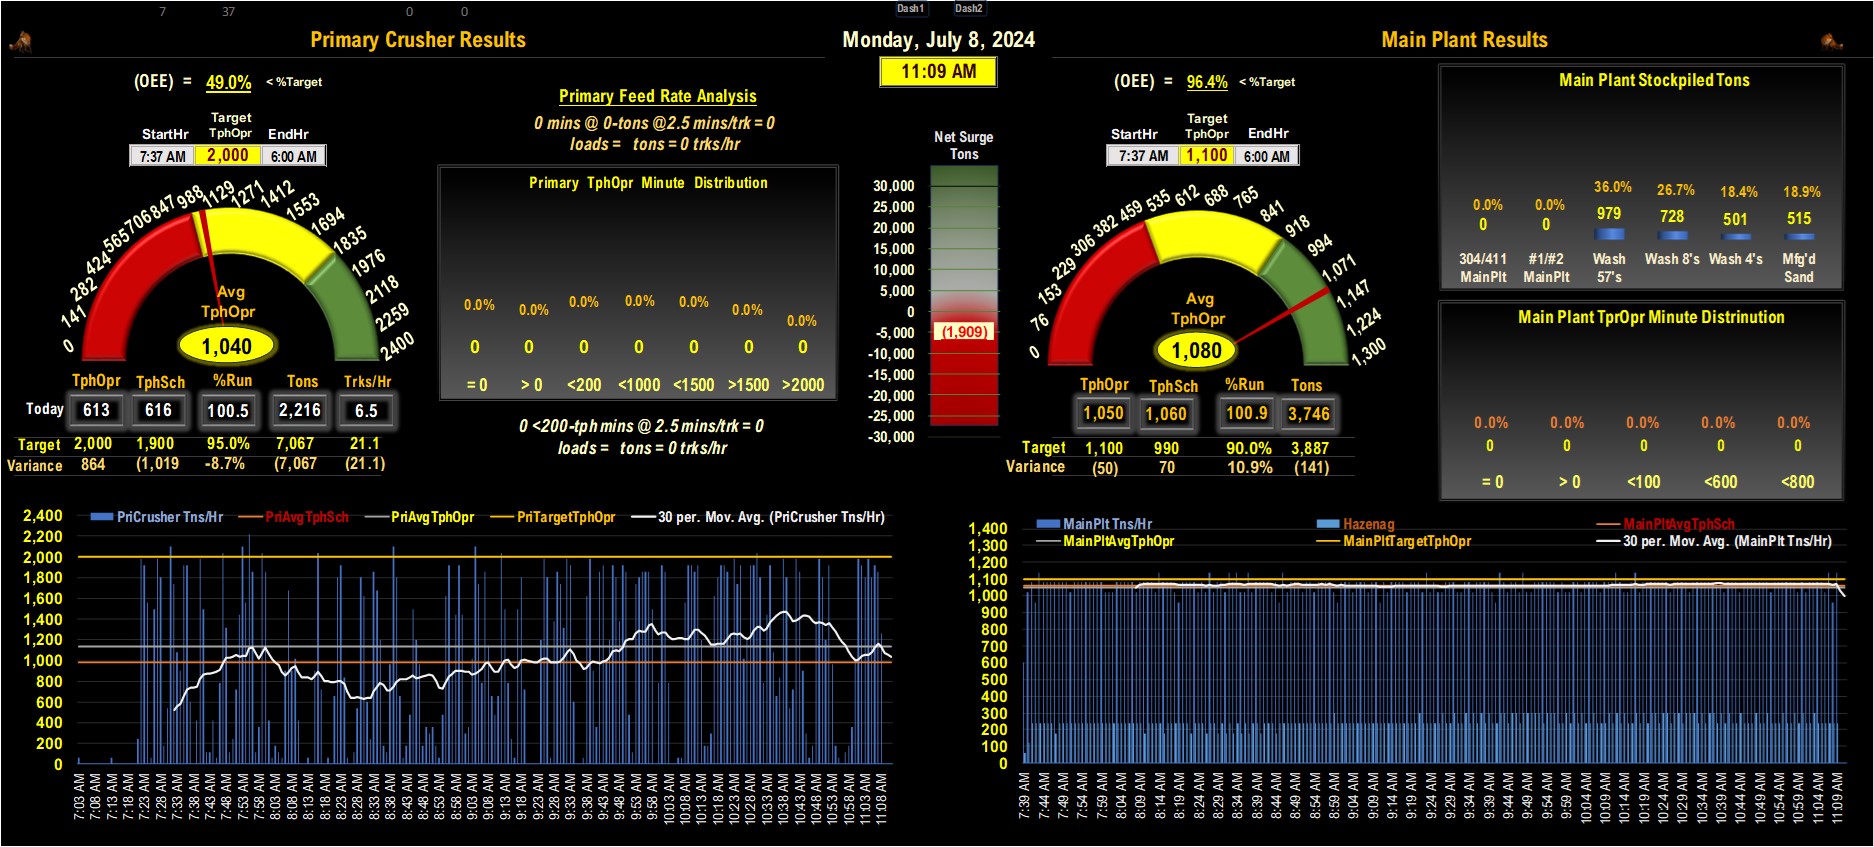 7 37 0 0 Dash1 Dash2
Primary Crusher Results
Monday, July 8, 2024
Main Plant Results
11:09 AM
(OEE) = 49.0% < %Target
Target
StartHr TphOpr EndHr
7:37 AM 2,000 6:00 AM
0 141 282 424 565 706 847 988 1129 1271 1412 1553 1694 1835 1976 2118 2259 2400
Avg
TphOpr
1,040
TphOpr TphSch %Run Tons Trks/Hr
Today 613 616 100.5 2,216 6.5
Target 2,000 1,900 95.0% 7,067 21.1
Variance 864 (1,019 -8.7% (7,067 (21.1)
Primary Feed Rate Analysis
0 mins @ 0-tons @2.5 mins/trk = 0
loads = tons = 0 trks/hr
Primary TphOpr Minute Distribution
0.0% 0.0% 0.0% 0.0% 0.0% 0.0% 0.0%
0 0 0 0 0 0 0
= 0 > 0 <200 <1000 <1500 >1500 >2000
0 <200-tph mins @ 2.5 mins/trk = 0
loads = tons = 0 trks/hr
Net Surge
Tons
30,000
25,000
20,000
15,000
10,000
5,000
0
-5,000
(1,909)
-10,000
-15,000
-20,000
-25,000
-30,000
(OEE) = 96.4% < %Target
Target
StartHr TphOpr EndHr
7:37 AM 1,100 6:00 AM
0 76 153 229 306 382 459 535 612 688 765 841 918 994 1,071 1,147 1,224 1,300
Avg
TphOpr
1,080
TphOpr TphSch %Run Tons
1,050 1,060 100.9 3,746
Target 1,100 990 90.0% 3,887
Variance (50) 70 10.9% (141)
Main Plant Stockpiled Tons
0.0% 0.0% 36.0% 26.7% 18.4% 18.9%
0 0 979 728 501 515
304/411 #1/#2 Wash Wash 8's Wash 4's Mfg'd
MainPlt MainPlt 57's Sand
Main Plant TprOpr Minute Distrinution
0.0% 0.0% 0.0% 0.0% 0.0%
0 0 0 0 0
= 0 > 0 <100 <600 <800
PriCrusher Tns/Hr PriAvgTphSch PriAvgTphOpr PriTargetTphOpr 30 per. Mov. Avg. (PriCrusher Tns/Hr)
2,400
2,200
2,000
1,800
1,600
1,400
1,200
1,000
800
600
400
200
0
7:03 AM 7:08 AM 7:13 AM 7:18 AM 7:23 AM 7:28 AM 7:33 AM 7:38 AM 7:43 AM 7:48 AM 7:53 AM 7:58 AM 8:03 AM 8:08 AM 8:13 AM 8:18 AM 8:23 AM 8:28 AM 8:33 AM 8:38 AM 8:43 AM 8:48 AM 8:53 AM 8:58 AM 9:03 AM 9:08 AM 9:13 AM 9:18 AM 9:23 AM 9:28 AM 9:33 AM 9:38 AM 9:43 AM 9:48 AM 9:53 AM 9:58 AM 10:03 AM 10:08 AM 10:13 AM 10:18 AM 10:23 AM 10:28 AM 10:33 AM 10:38 AM 10:43 AM 10:48 AM 10:53 AM 10:58 AM 11:03 AM 11:08 AM
MainPlt Tns/Hr Hazenag MainPltAvgTphSch
MainPltAvgTphOpr MainPltTargetTphOpr 30 per. Mov. Avg. (MainPlt Tns/Hr)
1,400
1,300
1,200
1,100
1,000
900
800
700
600
500
400
300
200
100
0
7:39 AM 7:44 AM 7:49 AM 7:54 AM 7:59 AM 8:04 AM 8:09 AM 8:14 AM 8:19 AM 8:24 AM 8:29 AM 8:34 AM 8:39 AM 8:44 AM 8:49 AM 8:54 AM 8:59 AM 9:04 AM 9:09 AM 9:14 AM 9:19 AM 9:24 AM 9:29 AM 9:34 AM 9:39 AM 9:44 AM 9:49 AM 9:54 AM 9:59 AM 10:04 AM 10:09 AM 10:14 AM 10:19 AM 10:24 AM 10:29 AM 10:34 AM 10:39 AM 10:44 AM 10:49 AM 10:54 AM 10:59 AM 11:04 AM 11:09 AM